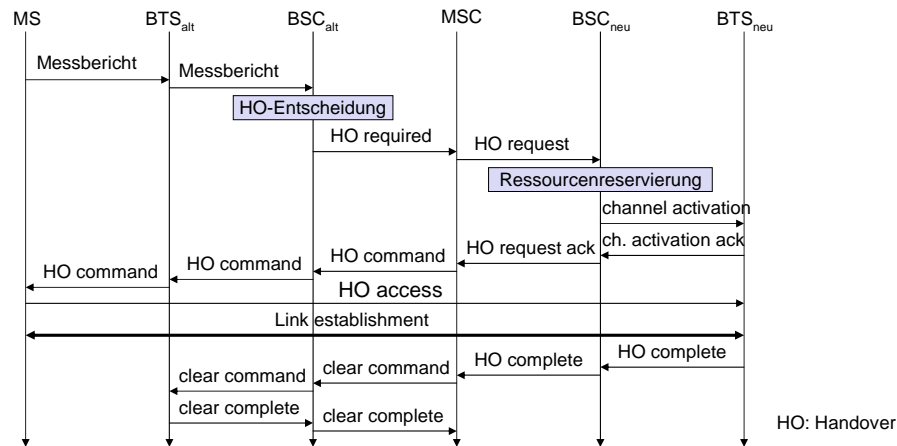 MS BTSalt BSCalt MSC BSCneu BTSneu
Messbericht
Messbericht
HO-Entscheidung
HO required
HO request
Ressourcenreservierung
channel activation
ch. activation ack
HO request ack
HO command
HO command
HO command
HO access
Link establishment
HO complete
HO complete
clear command
clear command
clear complete
clear complete
HO: Handover